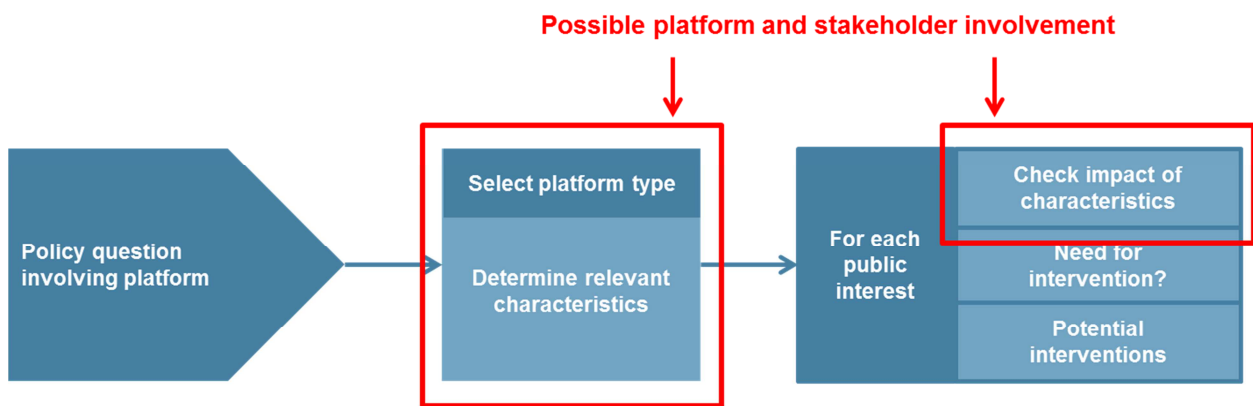 Possible platform and stakeholder involvement
Policy question
involving platform
Select platform type
Determine relevant
characteristics
For each
public
interest
Check impact of
characteristics
Need for
intervention?
Potential
interventions